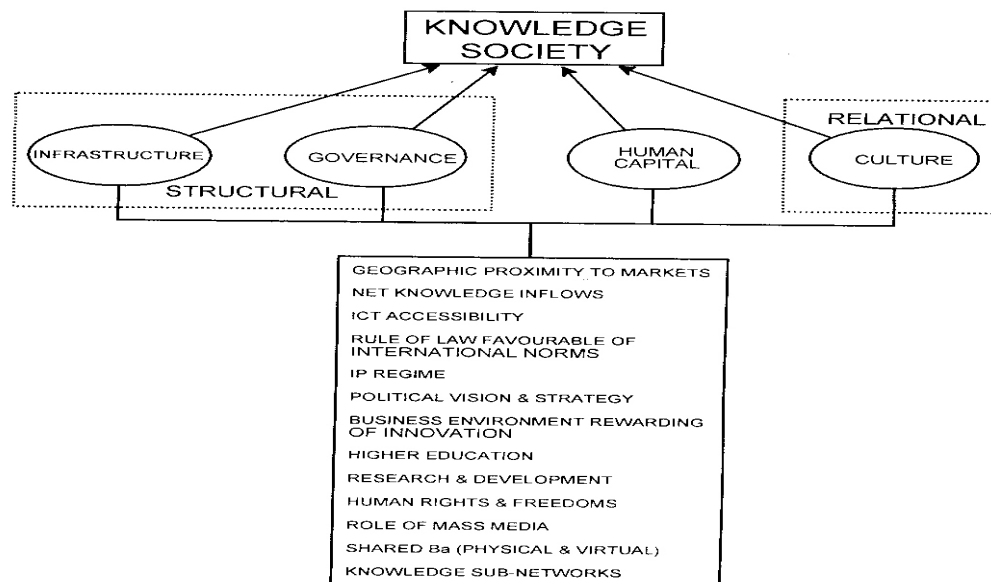 KNOWLEDGE
SOCIETY
RELATIONAL
INFRASTRUCTURE
GOVERNANCE
HUMAN
CAPITAL
CULTURE
STRUCTURAL
GEOGRAPHIC PROXIMITY TO MARKETS
NET KNOWLEDGE INFLOWS
ICT ACCESSIBILITY
RULE OF LAW FAVOURABLE OF
INTERNATIONAL NORMS
IP REGIME
POLITICAL VISION & STRATEGY
BUSINESS ENVIRONMENT REWARDING
OF INNOVATION
HIGHER EDUCATION
RESEARCH & DEVELOPMENT
HUMAN RIGHTS & FREEDOMS
ROLE OF MASS MEDIA
SHARED Ba (PHYSICAL & VIRTUAL)
KNOWLEDGE SUB-NETWORKS